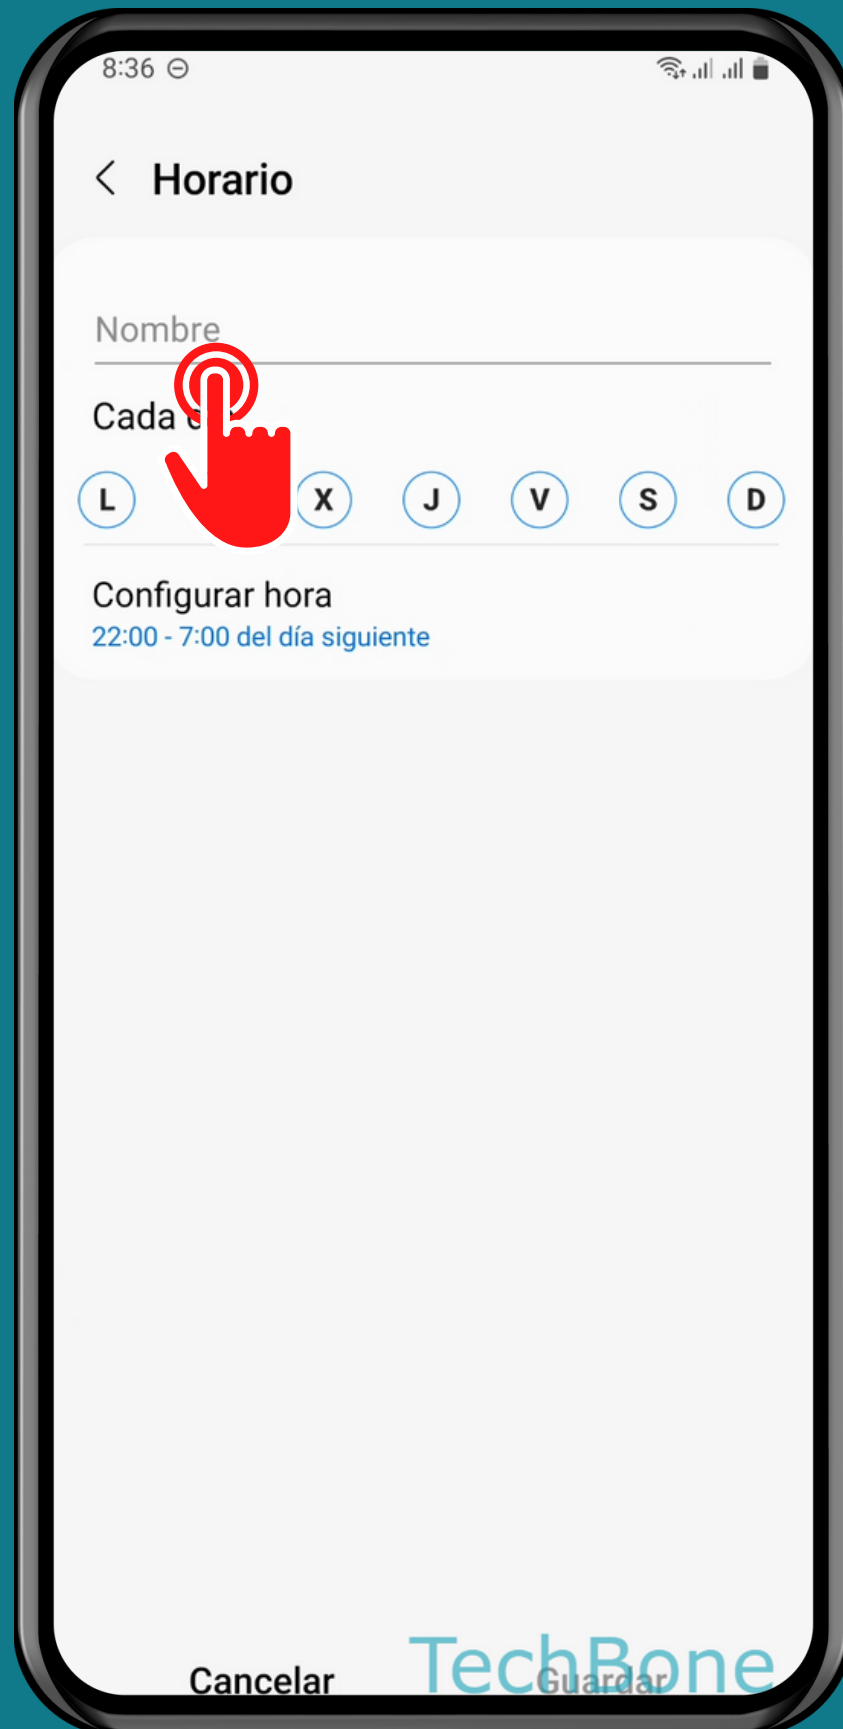 8:36
Horario
Nombre
Cada
L X J V S D
Configurar hora
22:00 - 7:00 del día siguiente
Cancelar Guardar
TechBone